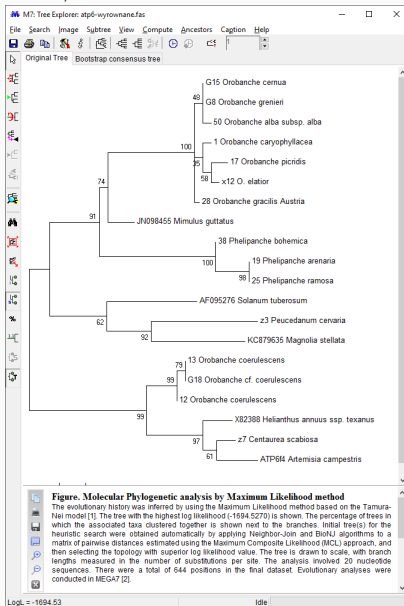 M7: Tree Explorer: atp6-wyrownane.fas
File Search Image Subtree View Compute Ancestors Caption Help
1
Original Tree Bootstrap consensus tree
G15 Orobanche cernua
48
G8 Orobanche grenieri
50 Orobanche alba subsp. alba
100
1 Orobanche caryophyllacea
35
17 Orobanche picridis
58
x12 O. elatior
74
28 Orobanche gracilis Austria
91
JN098455 Mimulus guttatus
38 Phelipanche bohemica
100
19 Phelipanche arenaria
98
25 Phelipanche ramosa
AF095276 Solanum tuberosum
62
z3 Peucedanum cervaria
92
KC879635 Magnolia stellata
79
13 Orobanche coerulescens
99
G18 Orobanche cf. coerulescens
12 Orobanche coerulescens
99
X82388 Helianthus annuus ssp. texanus
97
z7 Centaurea scabiosa
61
ATP6f4 Artemisia campestris
Figure. Molecular Phylogenetic analysis by Maximum Likelihood method
The evolutionary history was inferred by using the Maximum Likelihood method based on the Tamura-
Nei model [1]. The tree with the highest log likelihood (-1694.5270) is shown. The percentage of trees in
which the associated taxa clustered together is shown next to the branches. Initial tree(s) for the
heuristic search were obtained automatically by applying Neighbor-Join and BioNJ algorithms to a
matrix of pairwise distances estimated using the Maximum Composite Likelihood (MCL) approach, and
then selecting the topology with superior log likelihood value. The tree is drawn to scale, with branch
lengths measured in the number of substitutions per site. The analysis involved 20 nucleotide
sequences. There were a total of 644 positions in the final dataset. Evolutionary analyses were
conducted in MEGA7 [2].
LogL = -1694.53 Idle